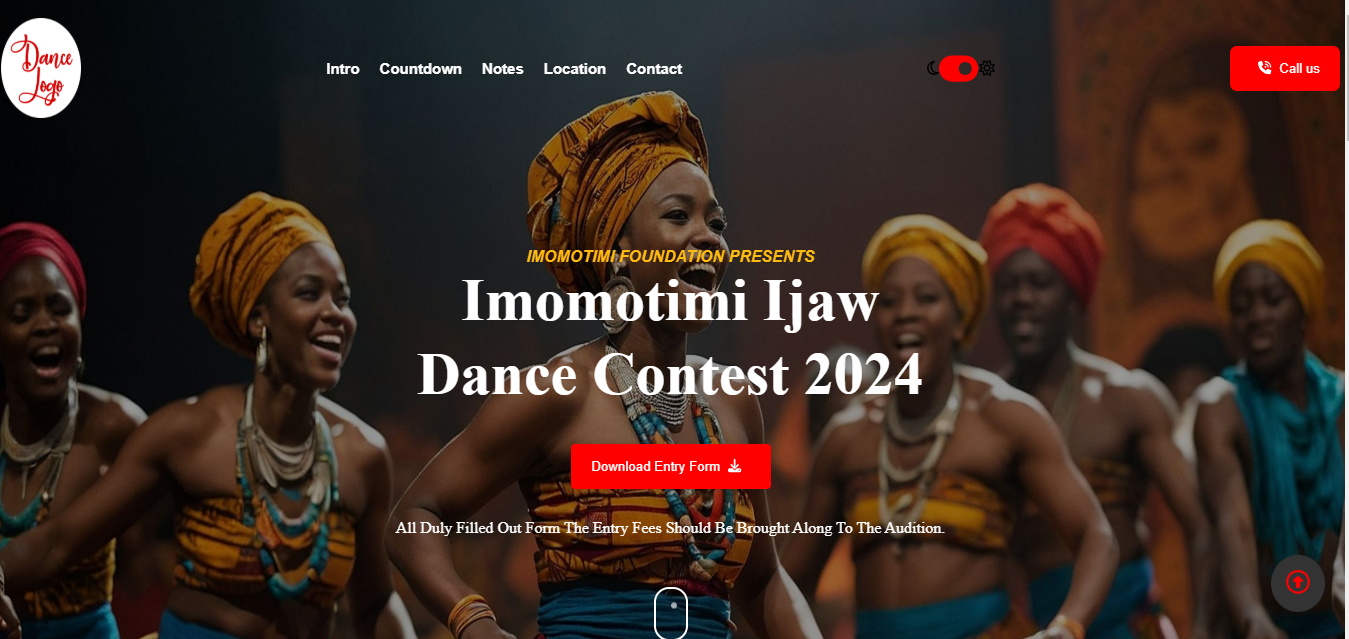 Dance
Logo
Intro Countdown Notes Location Contact
Call us
IMOMOTIMI FOUNDATION PRESENTS
Imomotimi Ijaw
Dance Contest 2024
Download Entry Form
All Duly Filled Out Form The Entry Fees Should Be Brought Along To The Audition.